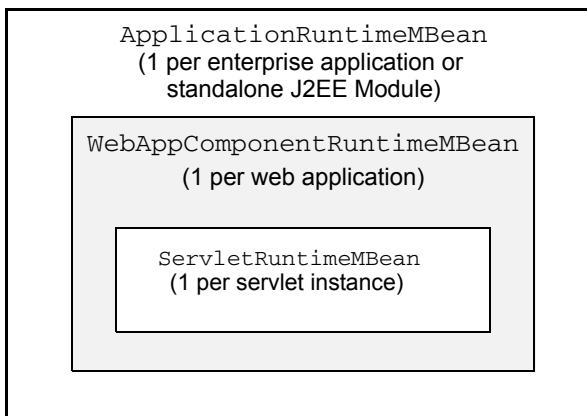 ApplicationRuntimeMBean
(1 per enterprise application or
standalone J2EE Module)
WebAppComponentRuntimeMBean
(1 per web application)
ServletRuntimeMBean
(1 per servlet instance)